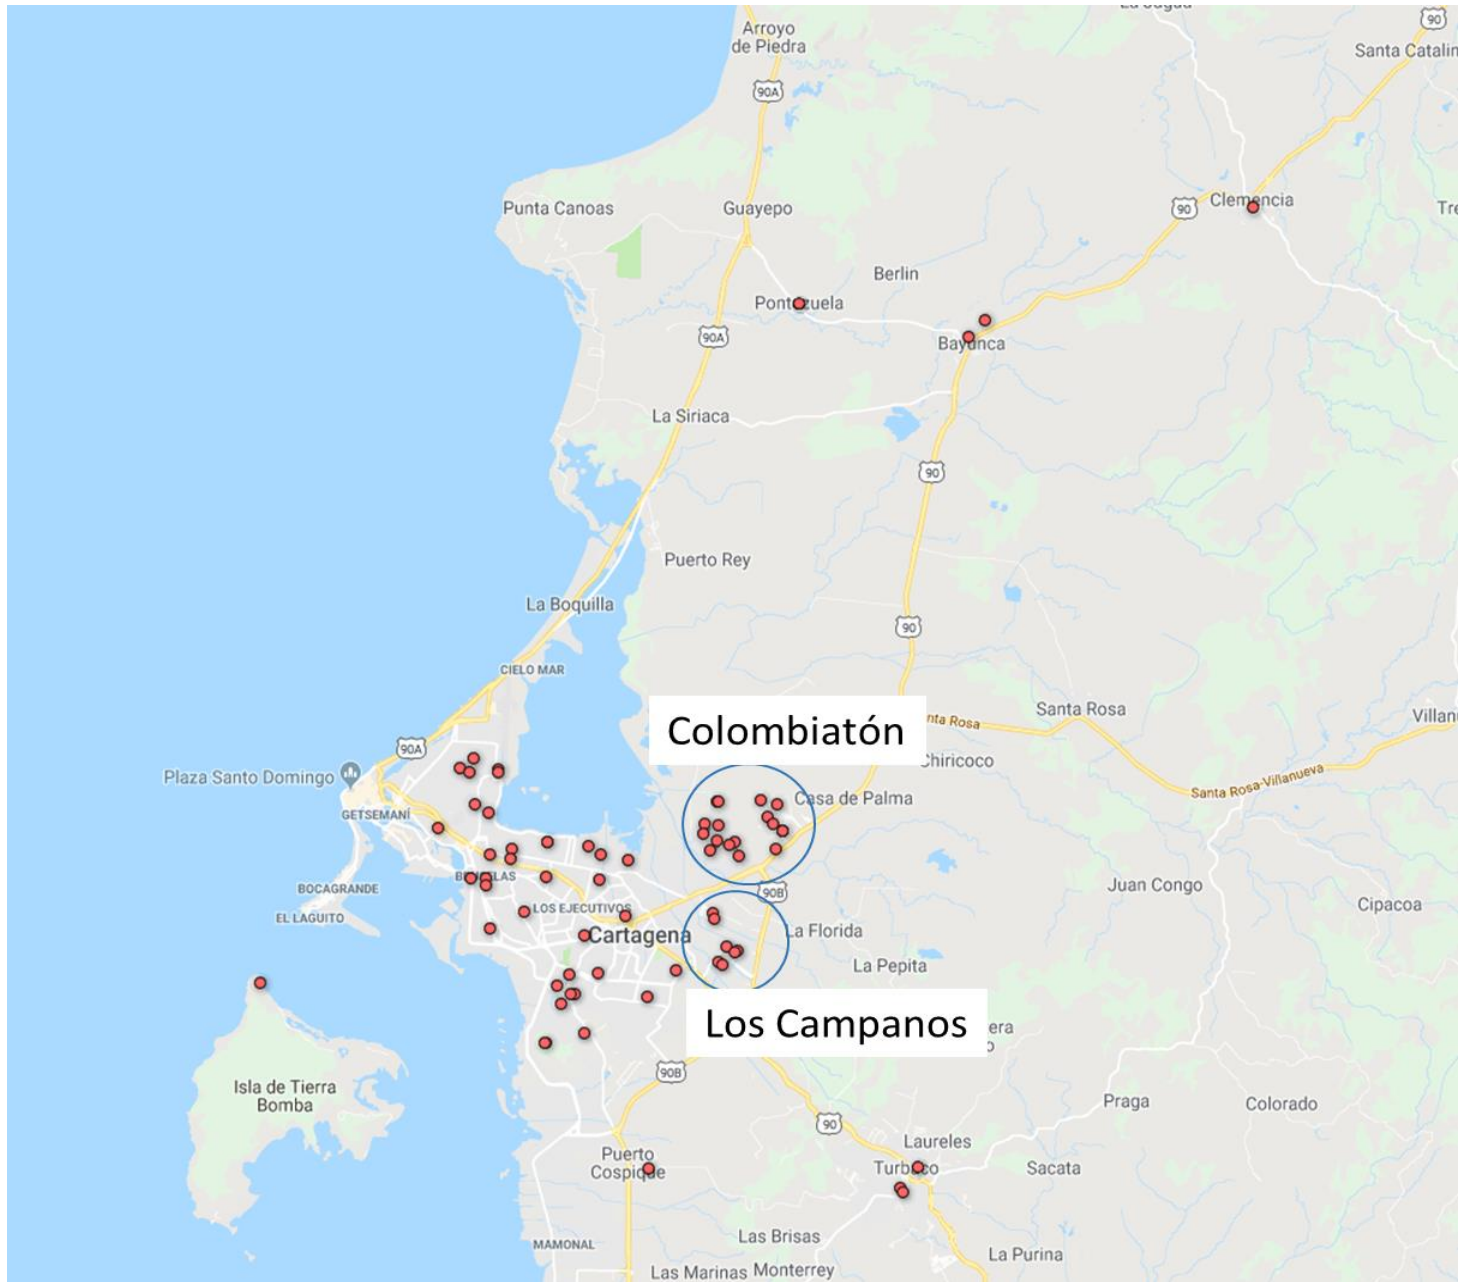 Arroyo
de Piedra
90
Santa Catalin
90A
Punta Canoas
Guayepo
90
Clemencia
Berlin
Pontezuela
90A
Bayunca
La Siriaca
90
Puerto Rey
La Boquilla
90
CIELO MAR
Colombiatón
nta Rosa
Santa Rosa
Villan
90A
Plaza Santo Domingo
Chiricoco
Santa Rosa-Villanueva
GETSEMANÍ
Casa de Palma
BOCAGRANDE
LOS EJECUTIVOS
90B
Juan Congo
EL LAGUITO
Cartagena
La Florida
Cipacoa
La Pepita
Los Campanos
era
o
90B
Isla de Tierra
Bomba
Praga
Colorado
90
Laureles
Puerto
Cospique
Turbaco
Sacata
MAMONAL
Las Brisas
La Purina
Las Marinas
Monterrey